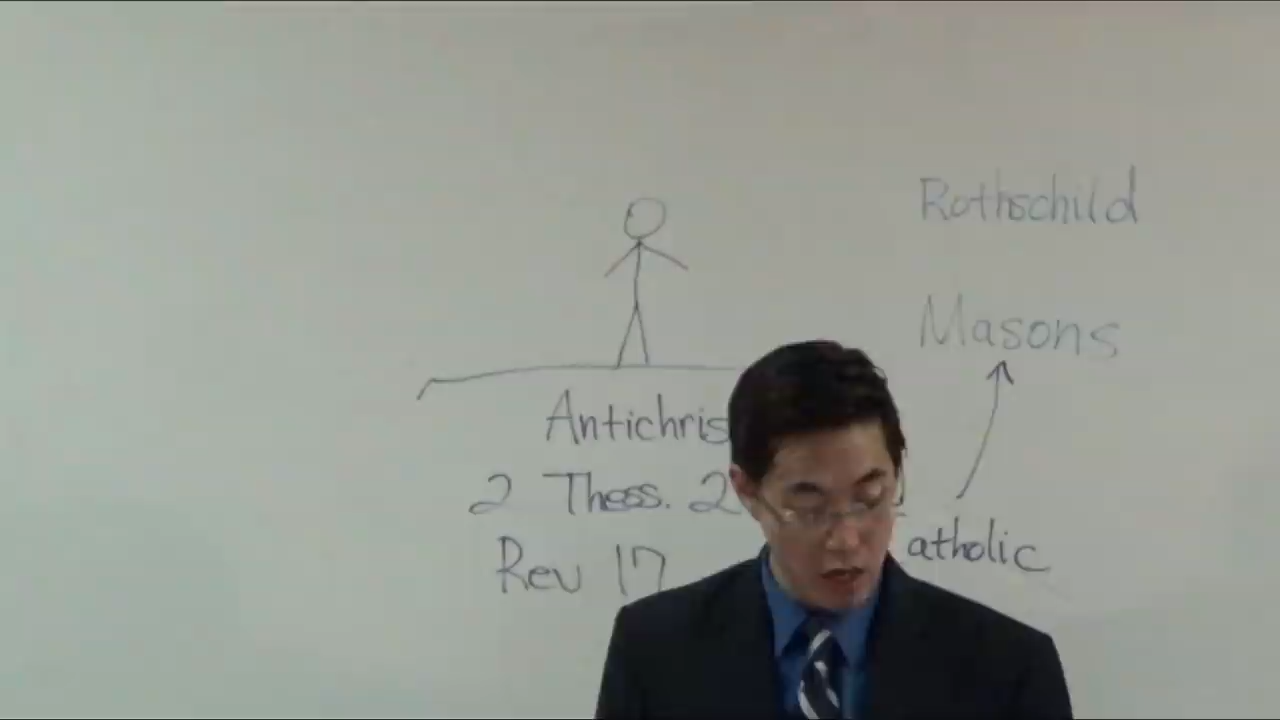 Rothschild
Masons
Antichris
2 Thess. 2
atholic
Rev 17